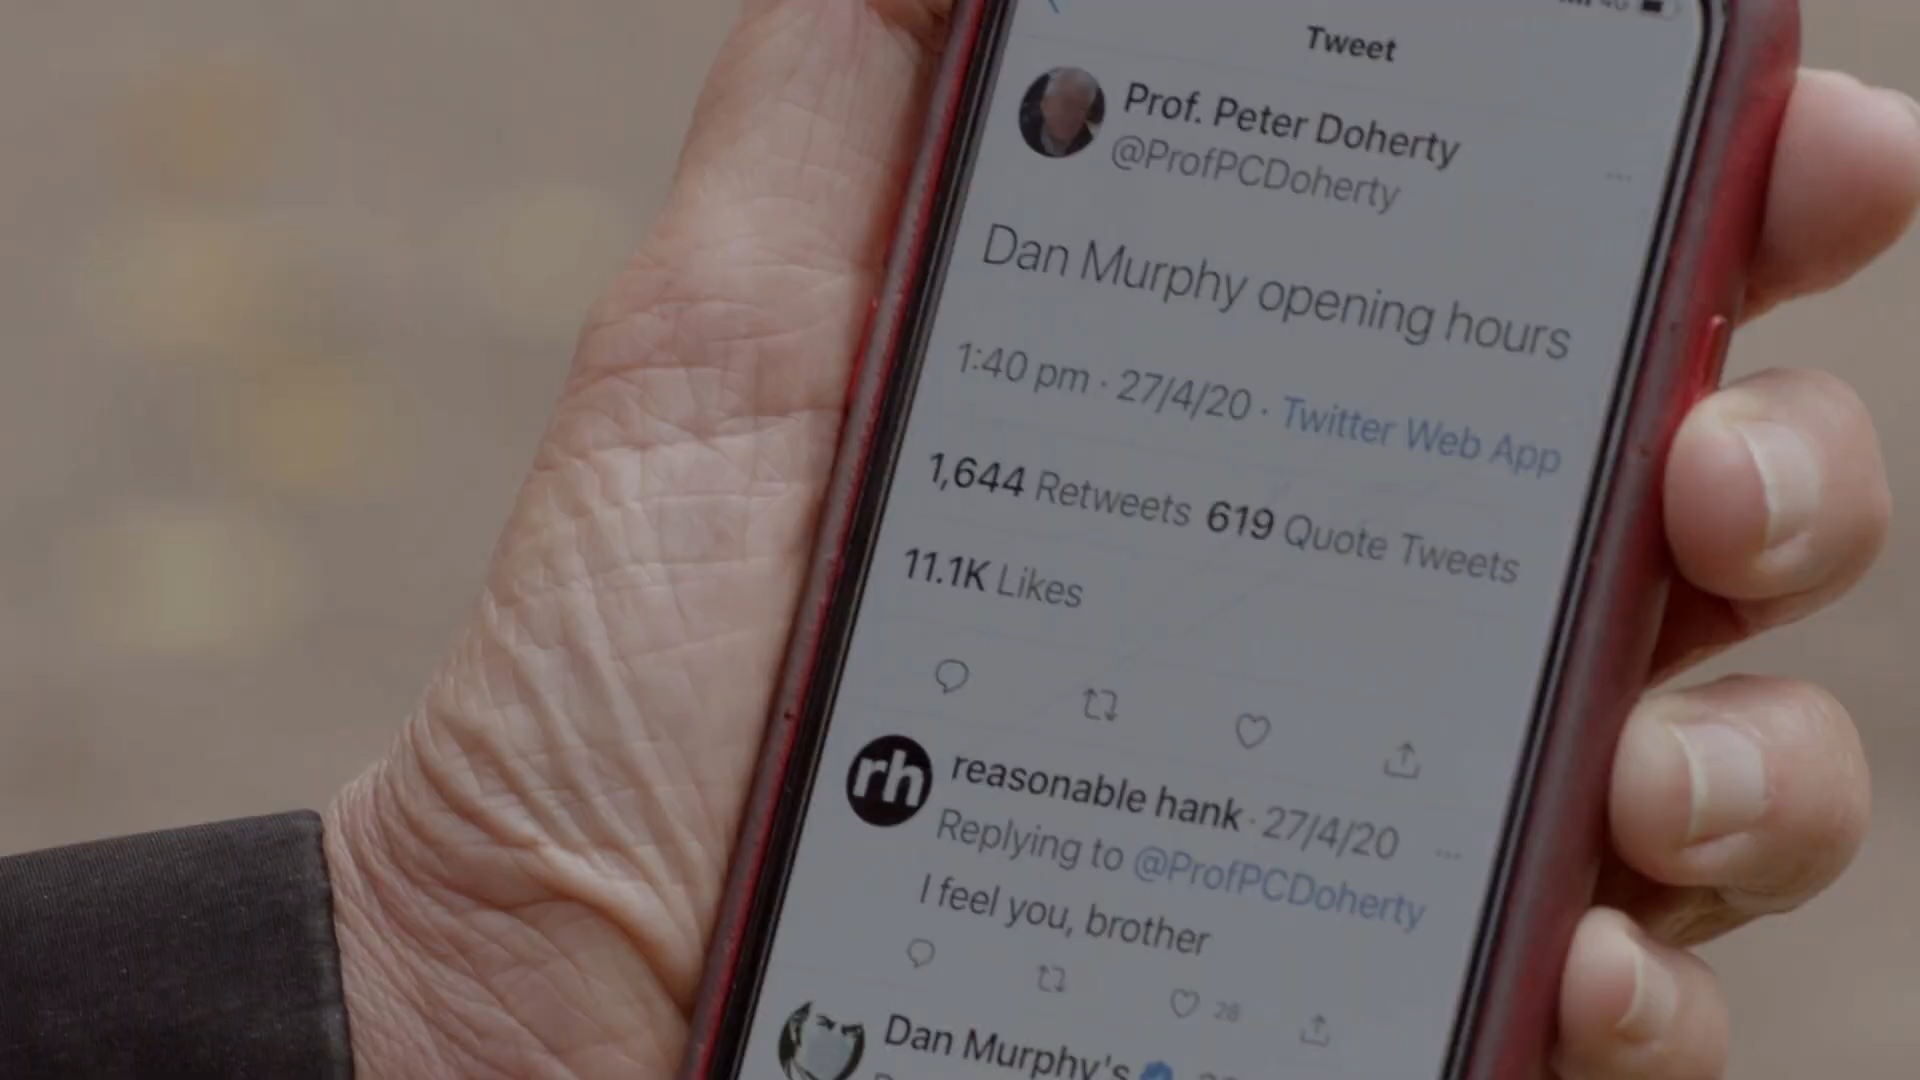 Tweet
Prof. Peter Doherty
@ProfPCDoherty
Dan Murphy opening hours
1:40 pm · 27/4/20 · Twitter Web App
1,644 Retweets 619 Quote Tweets
11.1K Likes
rh
reasonable hank · 27/4/20
Replying to @ProfPCDoherty
I feel you, brother
28
Dan Murphy's